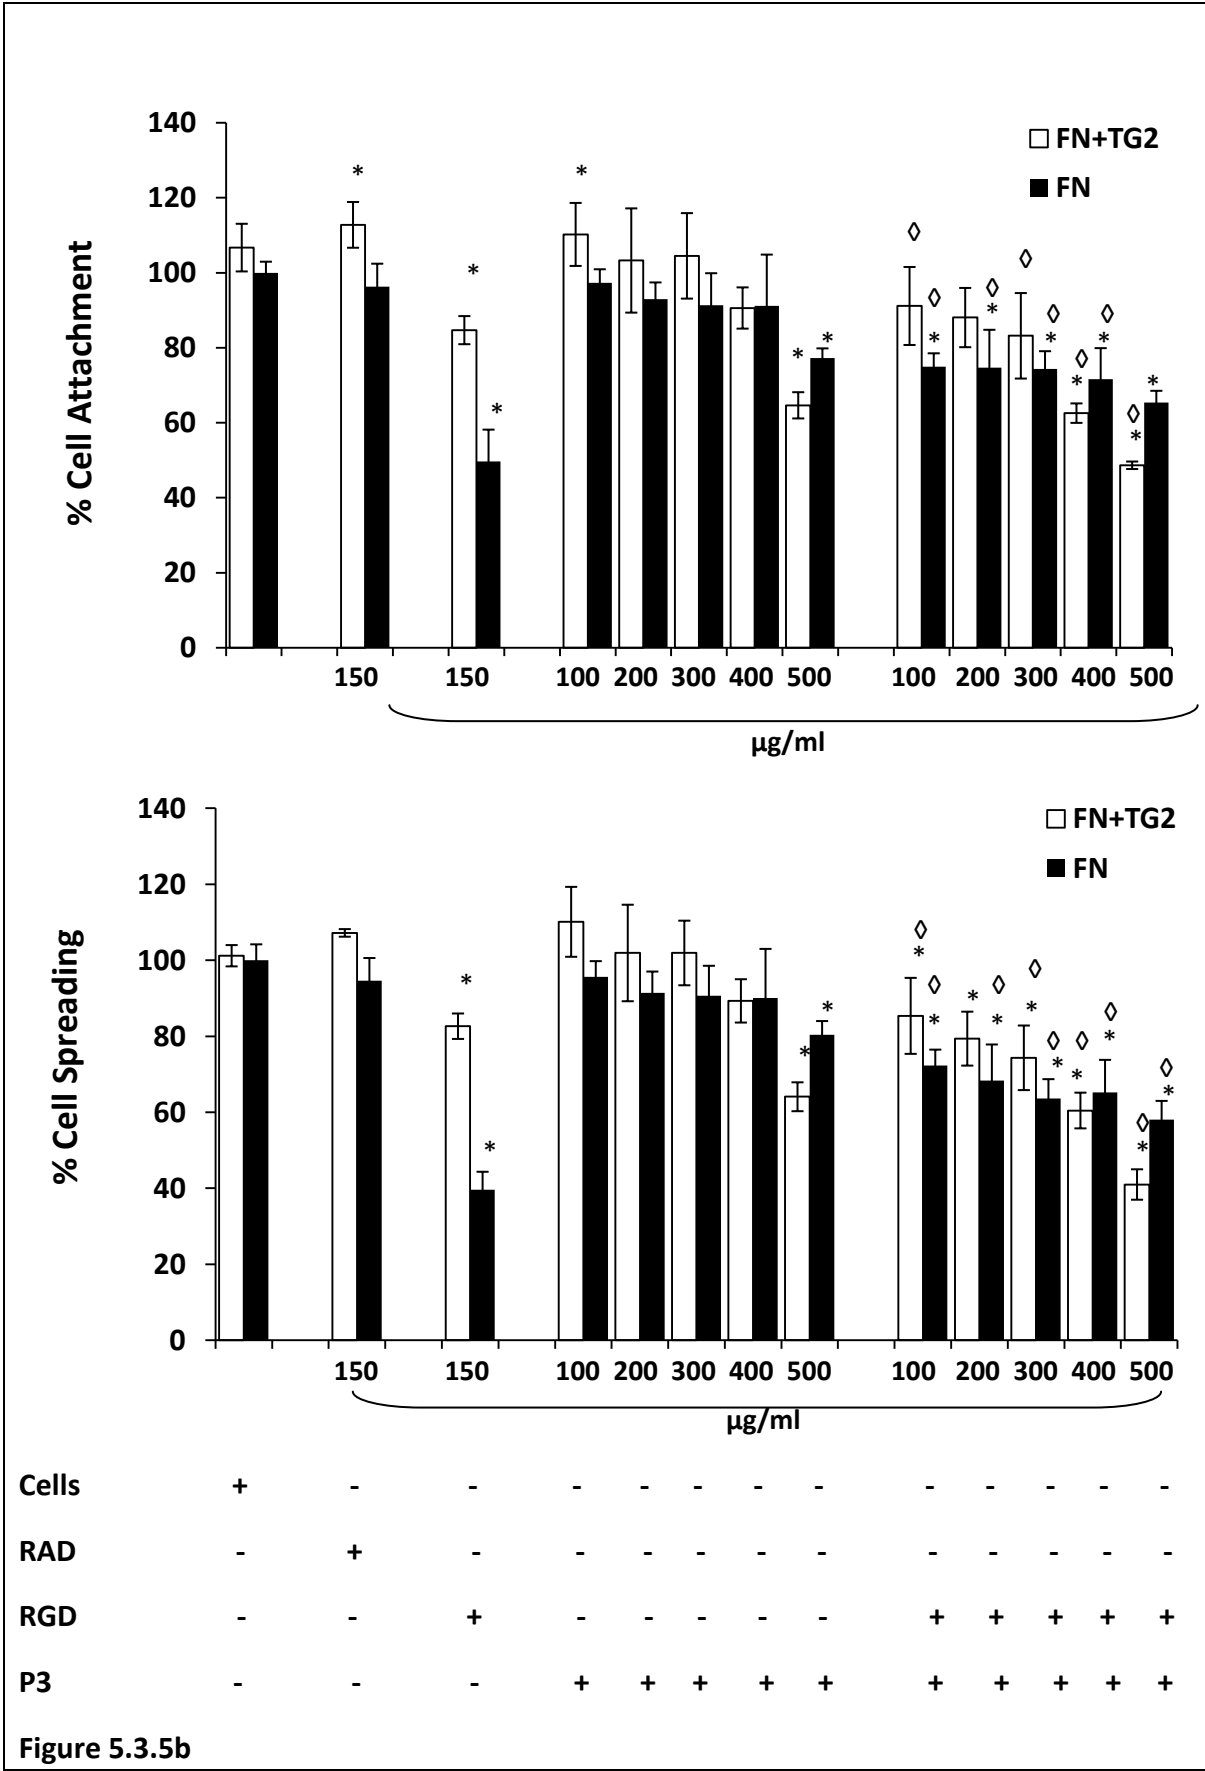 140
120
100
80
60
40
20
0
% Cell Attachment
FN+TG2
FN
* * * * * * * ◊ ◊ * ◊ * ◊ ◊ * ◊ * ◊ * ◊ * *
150 150 100 200 300 400 500 100 200 300 400 500
µg/ml
140
120
100
80
60
40
20
0
% Cell Spreading
FN+TG2
FN
* * * * ◊ * ◊ * * ◊ * ◊ * ◊ * ◊ * ◊ * ◊ * ◊ *
150 150 100 200 300 400 500 100 200 300 400 500
µg/ml
Cells + - - - - - - - - - - - -
RAD - + - - - - - - - - - - -
RGD - - + - - - - - + + + + +
P3 - - - + + + + + + + + + +
Figure 5.3.5b